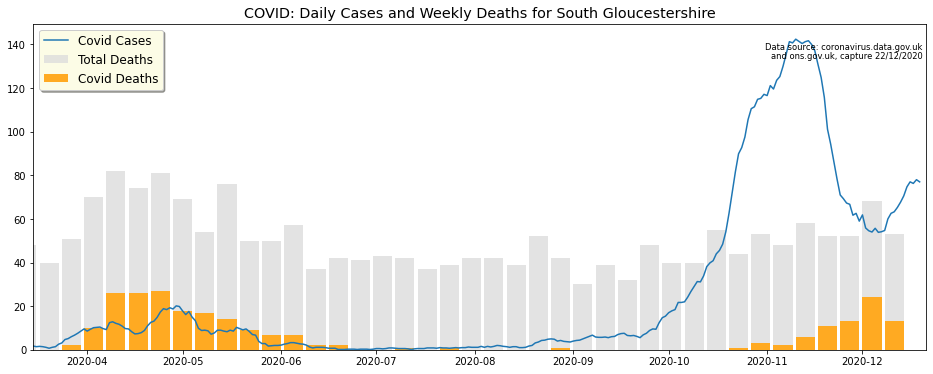 COVID: Daily Cases and Weekly Deaths for South Gloucestershire
Covid Cases
Total Deaths
Covid Deaths
Data source: coronavirus.data.gov.uk
and ons.gov.uk, capture 22/12/2020
140
120
100
80
60
40
20
0
2020-04 2020-05 2020-06 2020-07 2020-08 2020-09 2020-10 2020-11 2020-12